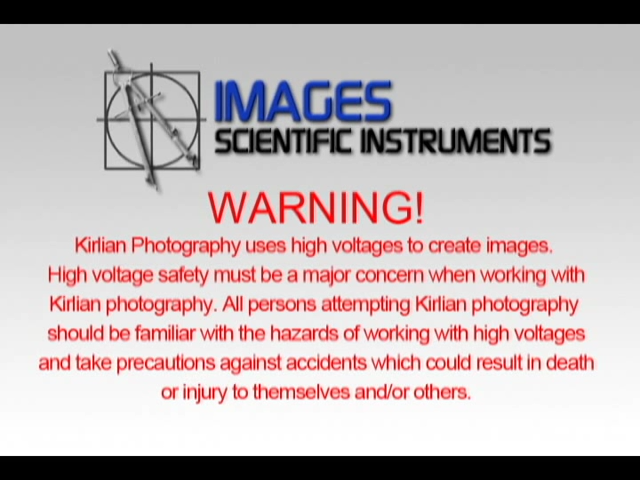 IMAGES
SCIENTIFIC INSTRUMENTS
WARNING!
Kirlian Photography uses high voltages to create images.
High voltage safety must be a major concern when working with
Kirlian photography. All persons attempting Kirlian photography
should be familiar with the hazards of working with high voltages
and take precautions against accidents which could result in death
or injury to themselves and/or others.